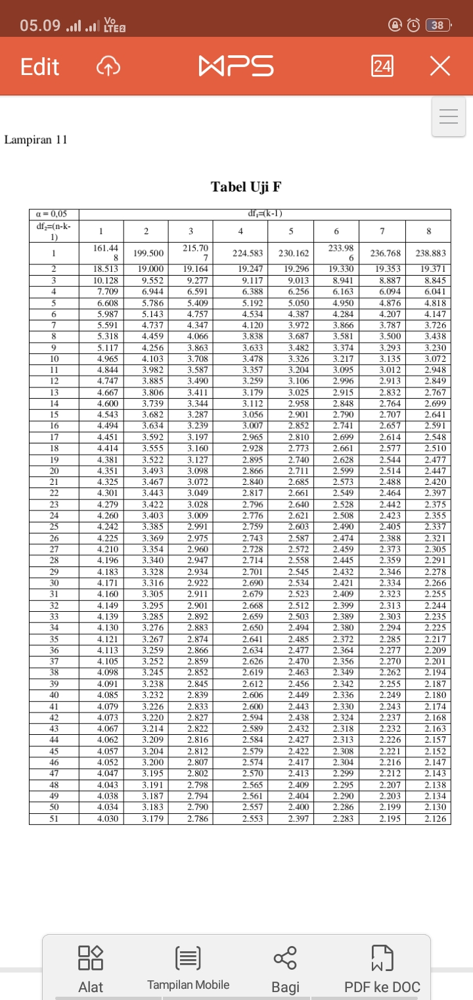 05.09 Vo LTE2 38
Edit WPS 24
Lampiran 11
Tabel Uji F
α = 0,05 df₁=(k-1)
df₂=(n-k-1) 1 2 3 4 5 6 7 8
1 161.448 199.500 215.707 224.583 230.162 233.986 236.768 238.883
2 18.513 19.000 19.164 19.247 19.296 19.330 19.353 19.371
3 10.128 9.552 9.277 9.117 9.013 8.941 8.887 8.845
4 7.709 6.944 6.591 6.388 6.256 6.163 6.094 6.041
5 6.608 5.786 5.409 5.192 5.050 4.950 4.876 4.818
6 5.987 5.143 4.757 4.534 4.387 4.284 4.207 4.147
7 5.591 4.737 4.347 4.120 3.972 3.866 3.787 3.726
8 5.318 4.459 4.066 3.838 3.687 3.581 3.500 3.438
9 5.117 4.256 3.863 3.633 3.482 3.374 3.293 3.230
10 4.965 4.103 3.708 3.478 3.326 3.217 3.135 3.072
11 4.844 3.982 3.587 3.357 3.204 3.095 3.012 2.948
12 4.747 3.885 3.490 3.259 3.106 2.996 2.913 2.849
13 4.667 3.806 3.411 3.179 3.025 2.915 2.832 2.767
14 4.600 3.739 3.344 3.112 2.958 2.848 2.764 2.699
15 4.543 3.682 3.287 3.056 2.901 2.790 2.707 2.641
16 4.494 3.634 3.239 3.007 2.852 2.741 2.657 2.591
17 4.451 3.592 3.197 2.965 2.810 2.699 2.614 2.548
18 4.414 3.555 3.160 2.928 2.773 2.661 2.577 2.510
19 4.381 3.522 3.127 2.895 2.740 2.628 2.544 2.477
20 4.351 3.493 3.098 2.866 2.711 2.599 2.514 2.447
21 4.325 3.467 3.072 2.840 2.685 2.573 2.488 2.420
22 4.301 3.443 3.049 2.817 2.661 2.549 2.464 2.397
23 4.279 3.422 3.028 2.796 2.640 2.528 2.442 2.375
24 4.260 3.403 3.009 2.776 2.621 2.508 2.423 2.355
25 4.242 3.385 2.991 2.759 2.603 2.490 2.405 2.337
26 4.225 3.369 2.975 2.743 2.587 2.474 2.388 2.321
27 4.210 3.354 2.960 2.728 2.572 2.459 2.373 2.305
28 4.196 3.340 2.947 2.714 2.558 2.445 2.359 2.291
29 4.183 3.328 2.934 2.701 2.545 2.432 2.346 2.278
30 4.171 3.316 2.922 2.690 2.534 2.421 2.334 2.266
31 4.160 3.305 2.911 2.679 2.523 2.409 2.323 2.255
32 4.149 3.295 2.901 2.668 2.512 2.399 2.313 2.244
33 4.139 3.285 2.892 2.659 2.503 2.389 2.303 2.235
34 4.130 3.276 2.883 2.650 2.494 2.380 2.294 2.225
35 4.121 3.267 2.874 2.641 2.485 2.372 2.285 2.217
36 4.113 3.259 2.866 2.634 2.477 2.364 2.277 2.209
37 4.105 3.252 2.859 2.626 2.470 2.356 2.270 2.201
38 4.098 3.245 2.852 2.619 2.463 2.349 2.262 2.194
39 4.091 3.238 2.845 2.612 2.456 2.342 2.255 2.187
40 4.085 3.232 2.839 2.606 2.449 2.336 2.249 2.180
41 4.079 3.226 2.833 2.600 2.443 2.330 2.243 2.174
42 4.073 3.220 2.827 2.594 2.438 2.324 2.237 2.168
43 4.067 3.214 2.822 2.589 2.432 2.318 2.232 2.163
44 4.062 3.209 2.816 2.584 2.427 2.313 2.226 2.157
45 4.057 3.204 2.812 2.579 2.422 2.308 2.221 2.152
46 4.052 3.200 2.807 2.574 2.417 2.304 2.216 2.147
47 4.047 3.195 2.802 2.570 2.413 2.299 2.212 2.143
48 4.043 3.191 2.798 2.565 2.409 2.295 2.207 2.138
49 4.038 3.187 2.794 2.561 2.404 2.290 2.203 2.134
50 4.034 3.183 2.790 2.557 2.400 2.286 2.199 2.130
51 4.030 3.179 2.786 2.553 2.397 2.283 2.195 2.126
Alat Tampilan Mobile Bagi PDF ke DOC